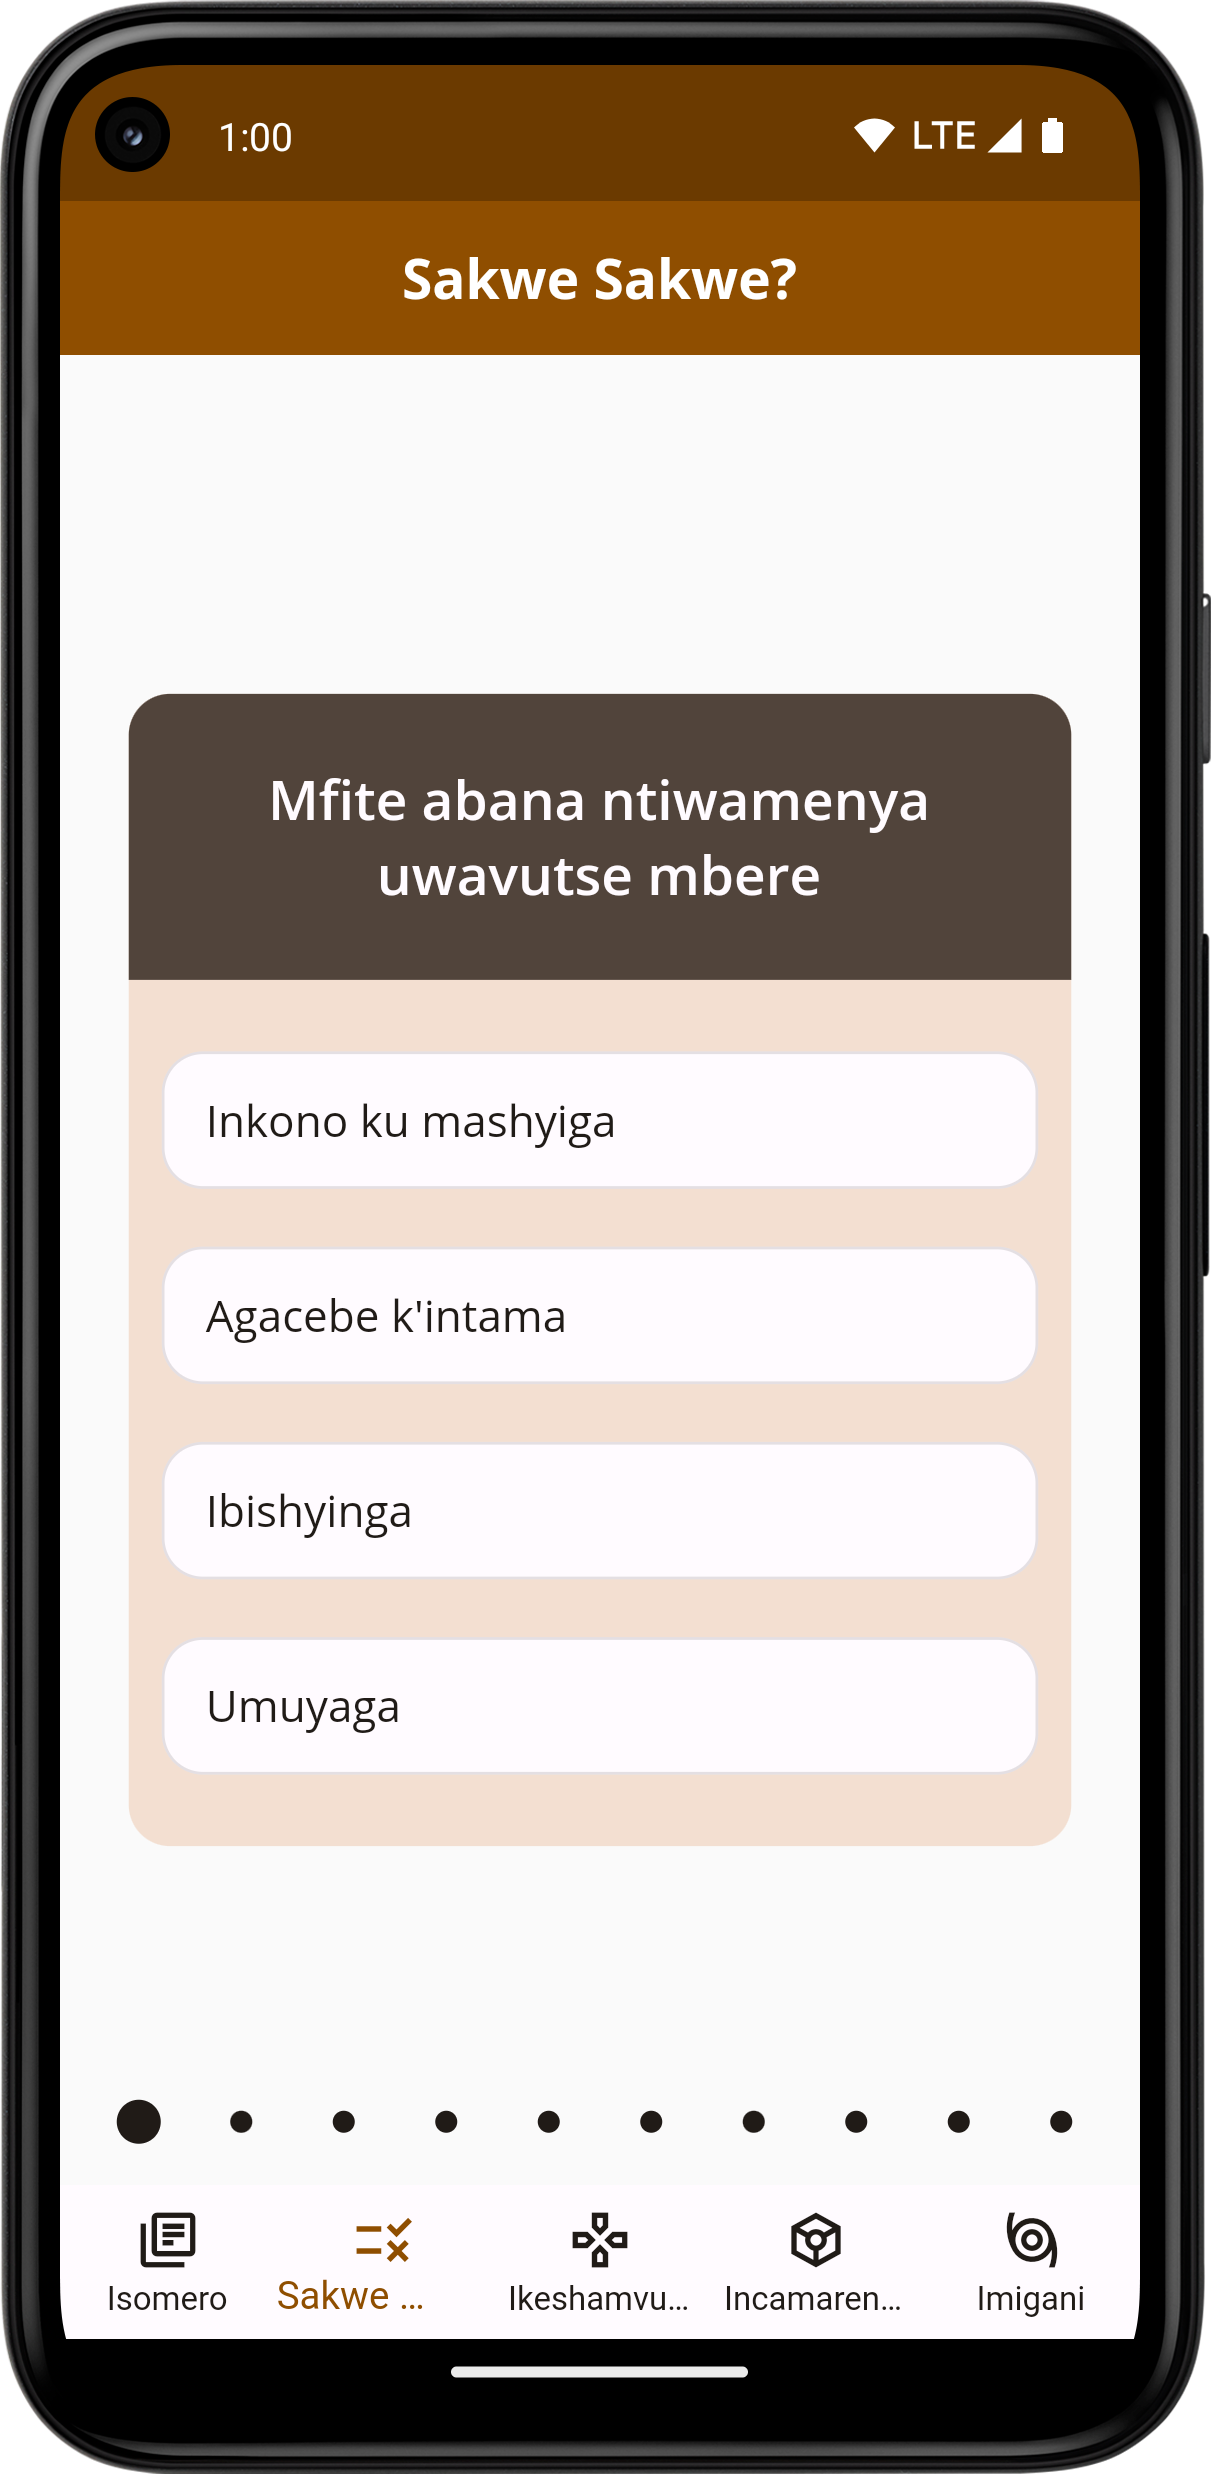 1:00 LTE
Sakwe Sakwe?
Mfite abana ntiwamenya
uwavutse mbere
Inkono ku mashyiga
Agacebe k'intama
Ibishyinga
Umuyaga
Isomero Sakwe ... Ikeshamvu... Incamaren... Imigani